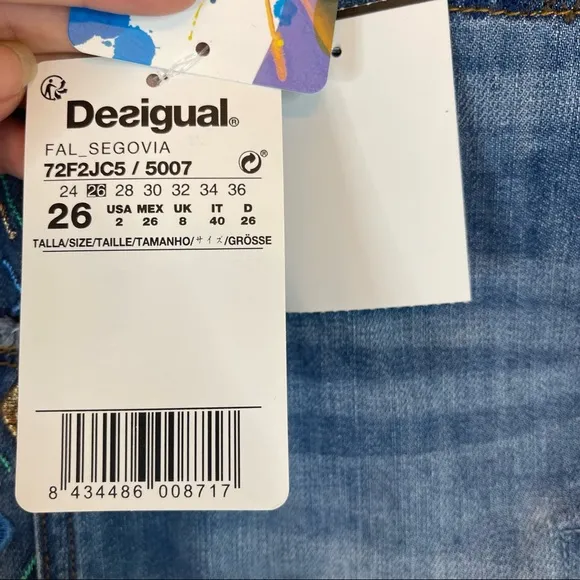 Desigual®
FAL_SEGOVIA
72F2JC5 / 5007
24 26 28 30 32 34 36
26 USA MEX UK IT D
2 26 8 40 26
TALLA/SIZE/TAILLE/TAMANHO/サイズ/GRÖSSE
8 434486 008717